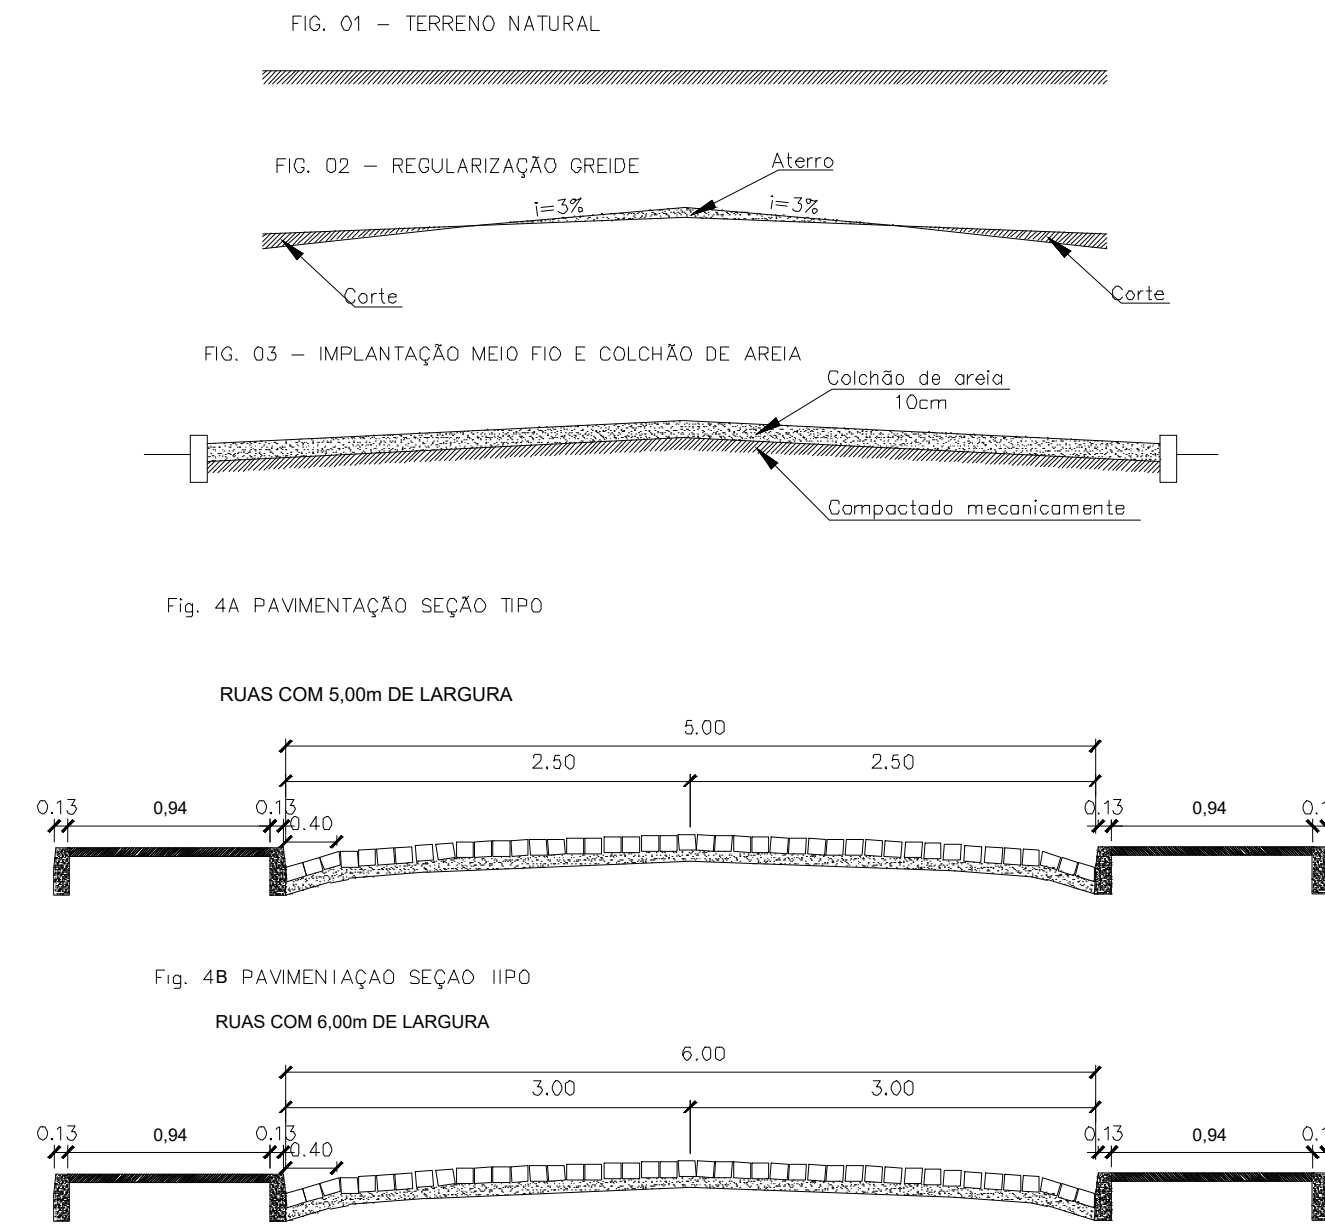 FIG. 01 – TERRENO NATURAL
FIG. 02 – REGULARIZAÇÃO GREIDE
Aterro
i=3%
i=3%
Corte
Corte
FIG. 03 – IMPLANTAÇÃO MEIO FIO E COLCHÃO DE AREIA
Colchão de areia
10cm
Compactado mecanicamente
Fig. 4A PAVIMENTAÇÃO SEÇÃO TIPO
RUAS COM 5,00m DE LARGURA
5.00
2.50 2.50
0.13 0,94 0.13 0.13 0,94 0.1
0.40
Fig. 4B PAVIMENIAÇAO SEÇAO IIPO
RUAS COM 6,00m DE LARGURA
6.00
3.00 3.00
0.13 0,94 0.13 0.13 0,94 0.1
0.40